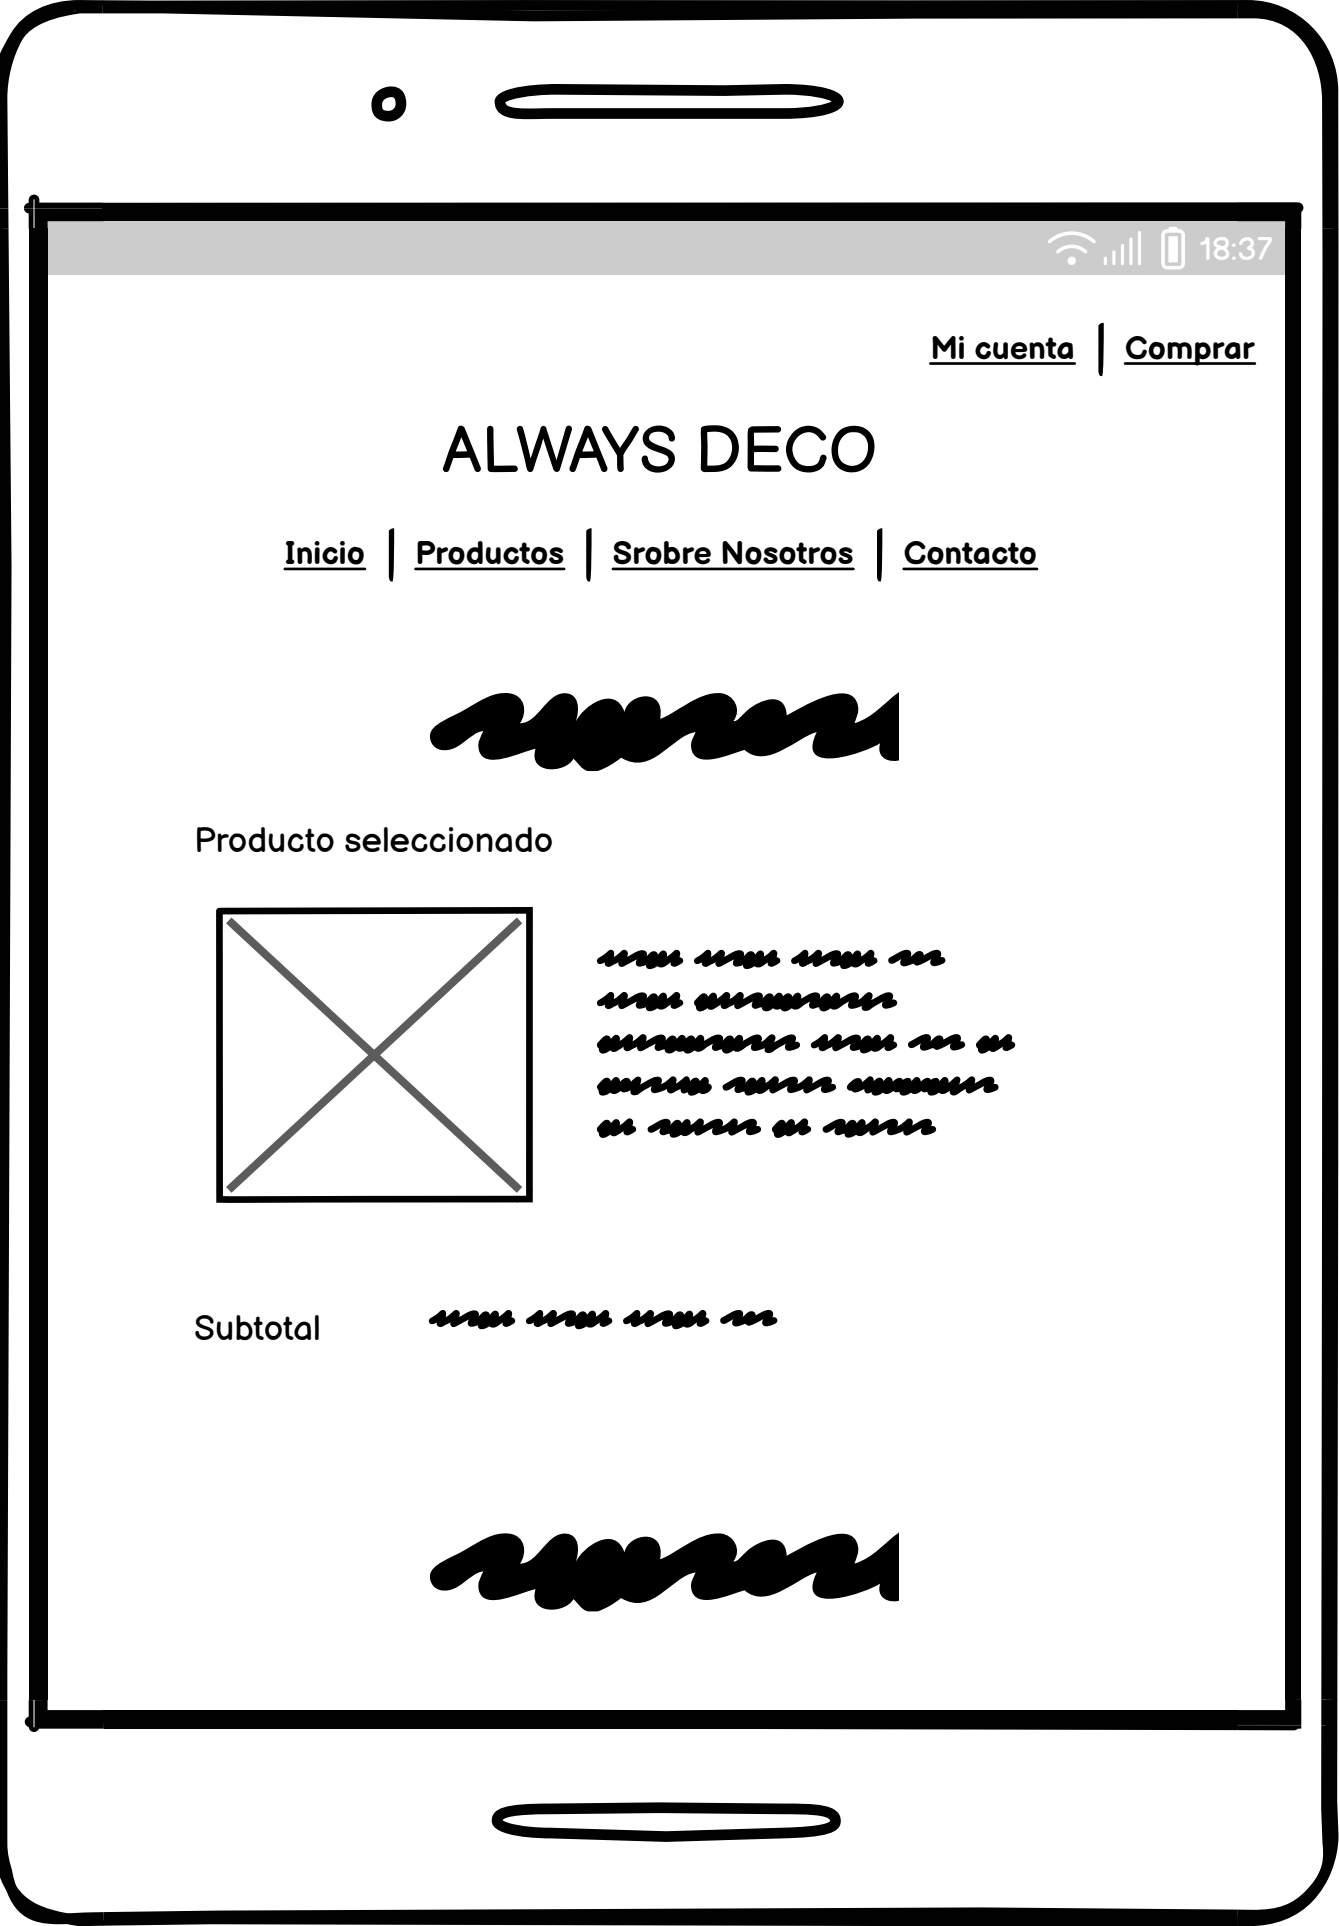 18:37
Mi cuenta | Comprar
ALWAYS DECO
Inicio | Productos | Srobre Nosotros | Contacto
Producto seleccionado
Subtotal